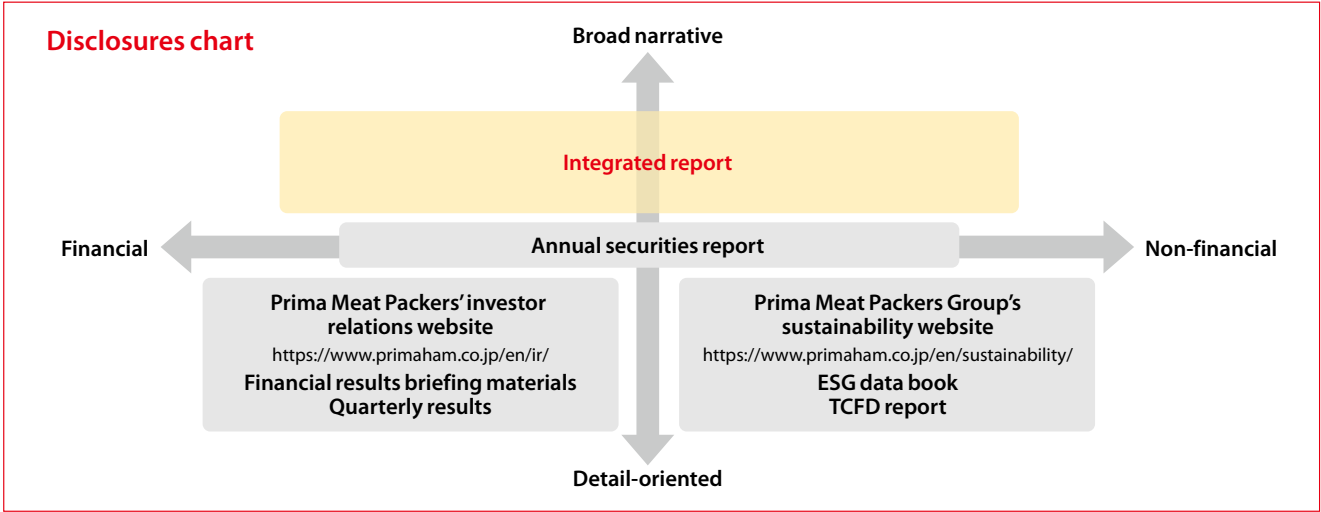 Disclosures chart
Broad narrative
Integrated report
Financial
Annual securities report
Non-financial
Prima Meat Packers’ investor
relations website
https://www.primaham.co.jp/en/ir/
Financial results briefing materials
Quarterly results
Prima Meat Packers Group’s
sustainability website
https://www.primaham.co.jp/en/sustainability/
ESG data book
TCFD report
Detail-oriented